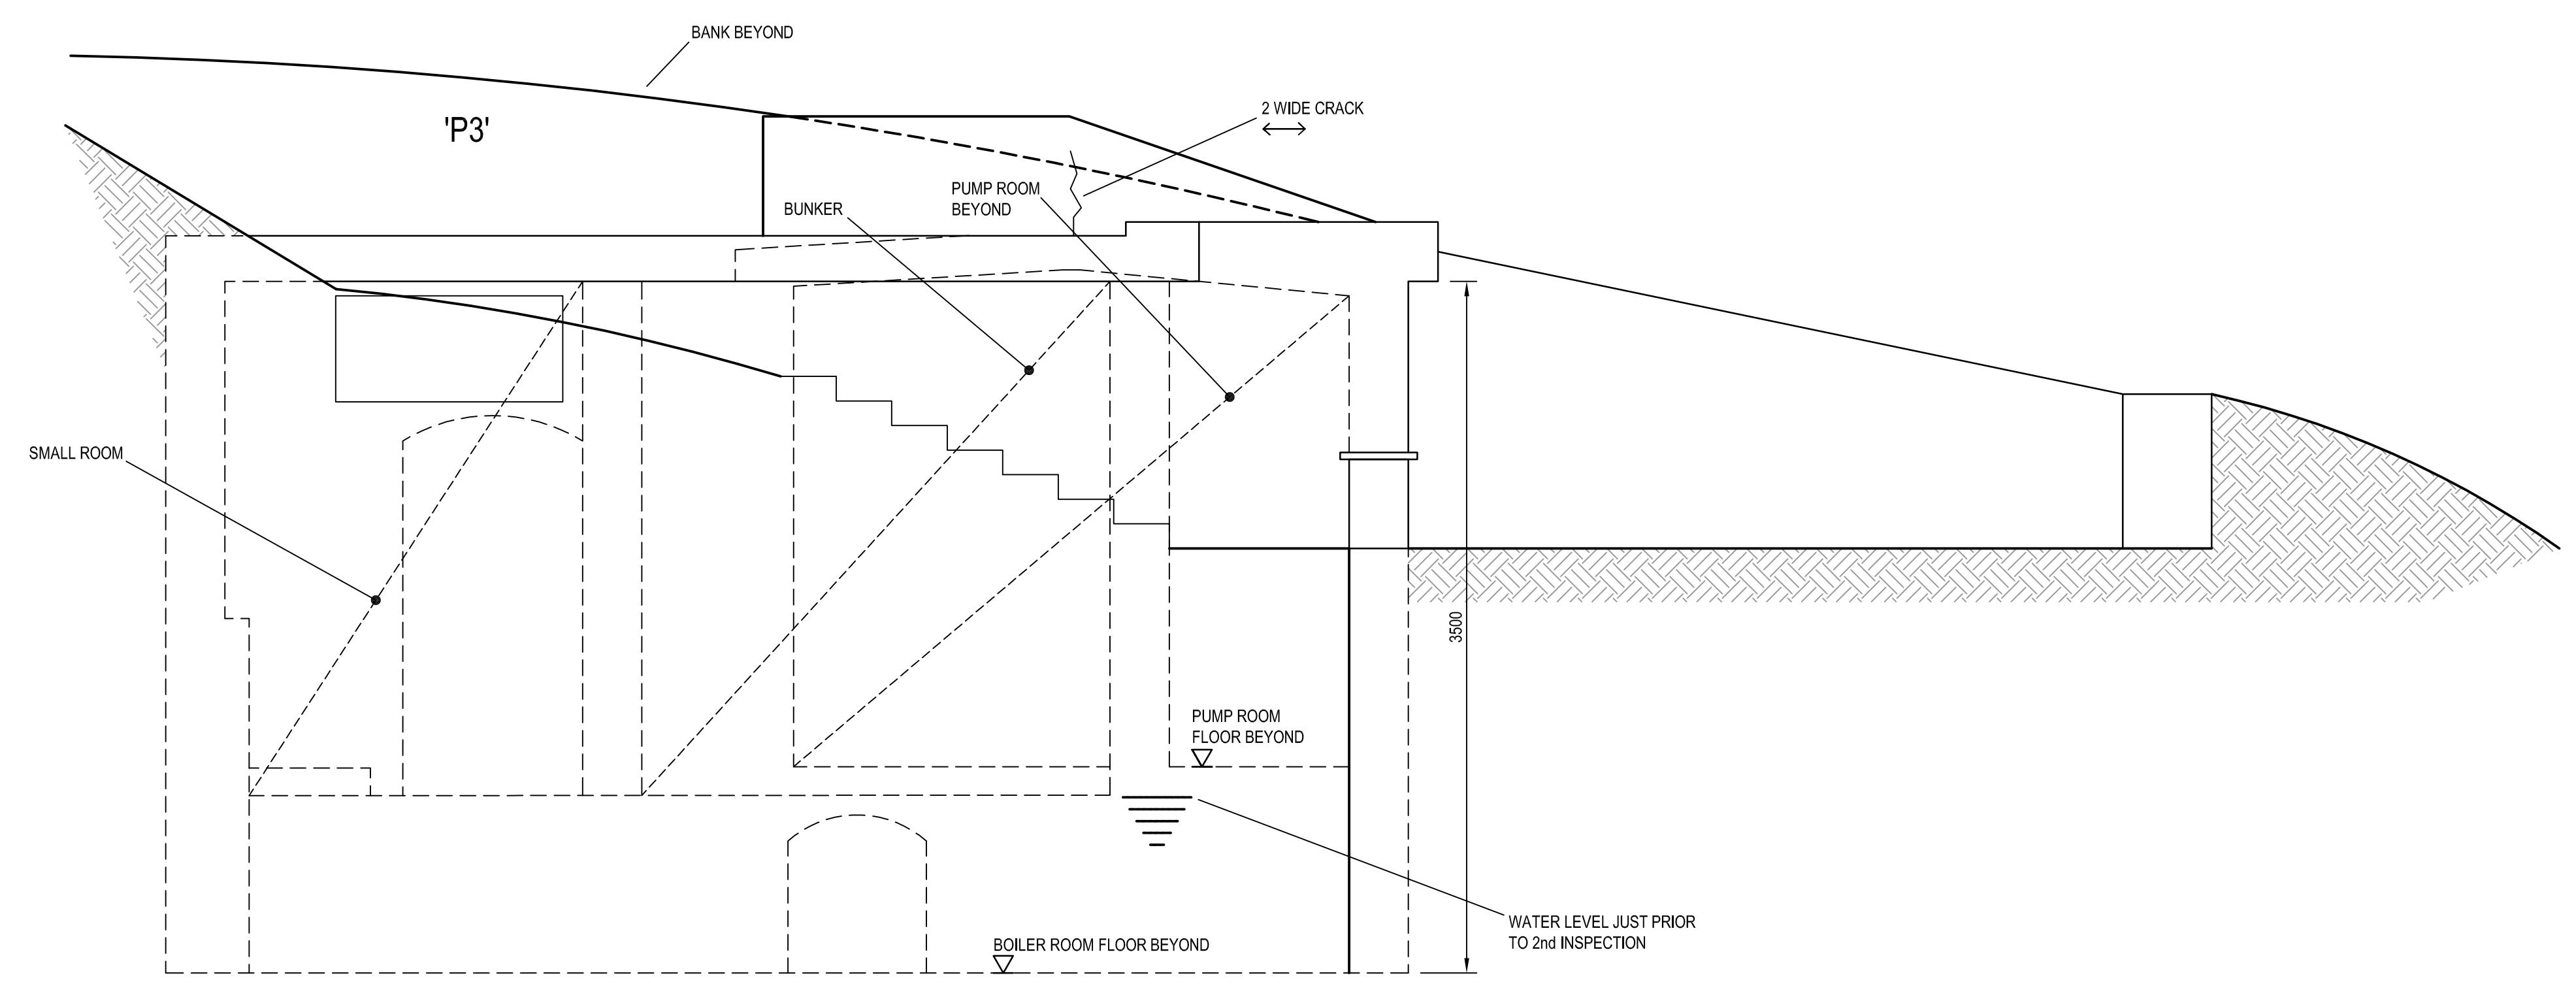 BANK BEYOND
'P3'
2 WIDE CRACK
PUMP ROOM
BEYOND
BUNKER
SMALL ROOM
3500
PUMP ROOM
FLOOR BEYOND
WATER LEVEL JUST PRIOR
TO 2nd INSPECTION
BOILER ROOM FLOOR BEYOND